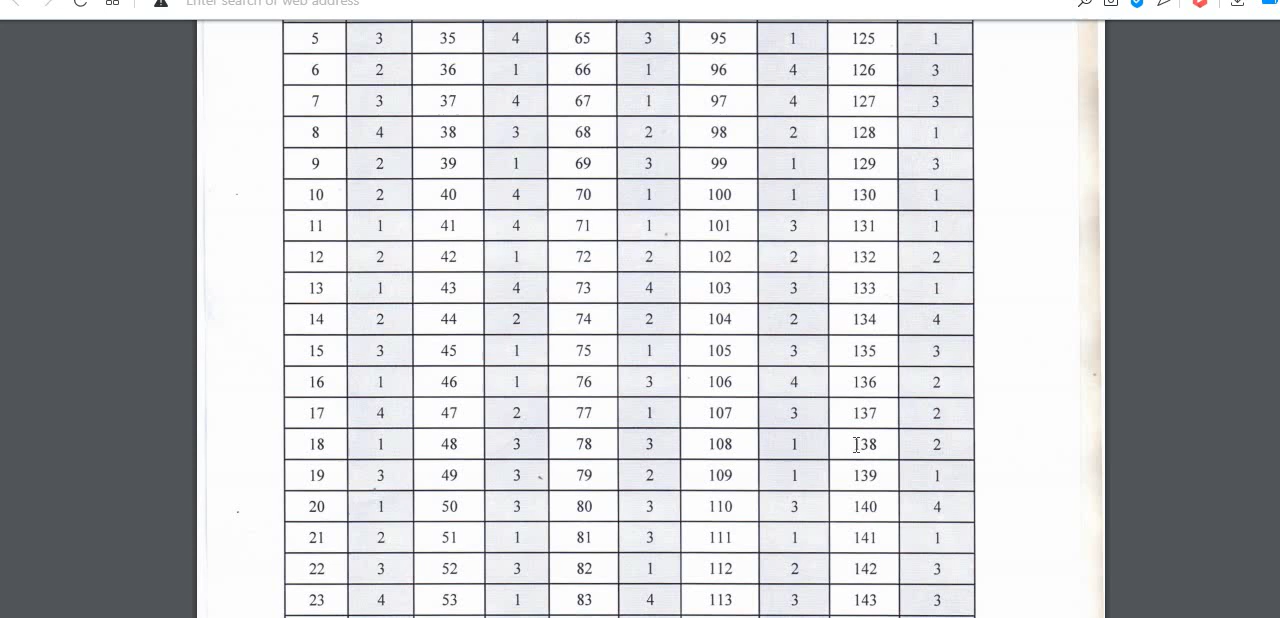 Enter search or web address
5 3 35 4 65 3 95 1 125 1
6 2 36 1 66 1 96 4 126 3
7 3 37 4 67 1 97 4 127 3
8 4 38 3 68 2 98 2 128 1
9 2 39 1 69 3 99 1 129 3
10 2 40 4 70 1 100 1 130 1
11 1 41 4 71 1 101 3 131 1
12 2 42 1 72 2 102 2 132 2
13 1 43 4 73 4 103 3 133 1
14 2 44 2 74 2 104 2 134 4
15 3 45 1 75 1 105 3 135 3
16 1 46 1 76 3 106 4 136 2
17 4 47 2 77 1 107 3 137 2
18 1 48 3 78 3 108 1 138 2
19 3 49 3 79 2 109 1 139 1
20 1 50 3 80 3 110 3 140 4
21 2 51 1 81 3 111 1 141 1
22 3 52 3 82 1 112 2 142 3
23 4 53 1 83 4 113 3 143 3